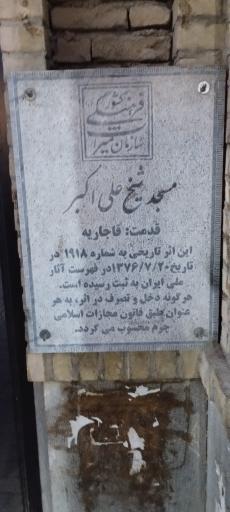 سازمان میراث فرهنگی کشور
مسجد شیخ علی اکبر
قدمت: قاجاریه
این اثر تاریخی به شماره ۱۹۱۸ در
تاریخ ۱۳۷۶/۷/۲۰ در فهرست آثار
ملی ایران به ثبت رسیده است.
هرگونه دخل و تصرف در اثر، به هر
عنوان طبق قانون مجازات اسلامی
جرم محسوب می گردد.